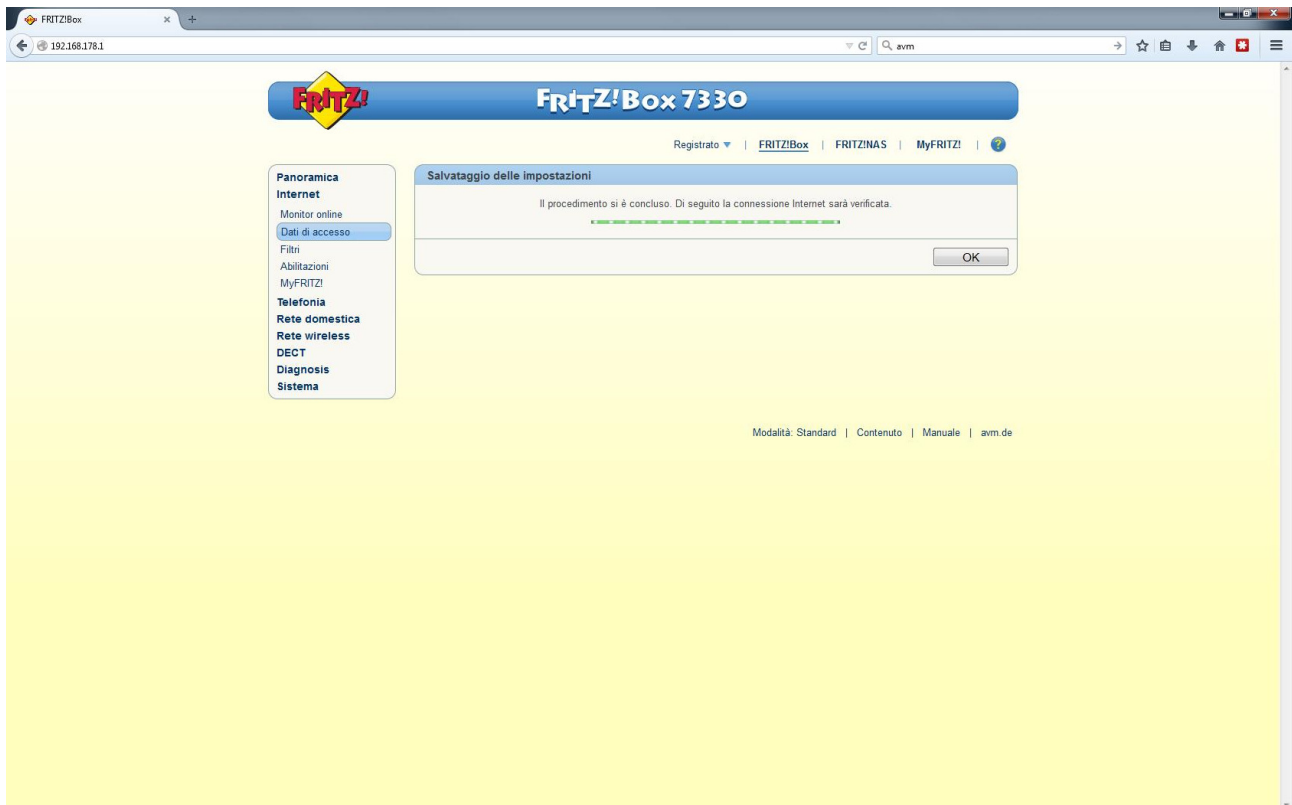 FRITZ!Box
192.168.178.1
avm
FRITZ!
FRITZ!Box 7330
Registrato | FRITZ!Box | FRITZ!NAS | MyFRITZ! | ?
Panoramica
Internet
Monitor online
Dati di accesso
Filtri
Abilitazioni
MyFRITZ!
Telefonia
Rete domestica
Rete wireless
DECT
Diagnosis
Sistema
Salvataggio delle impostazioni
Il procedimento si è concluso. Di seguito la connessione Internet sarà verificata.
OK
Modalità: Standard | Contenuto | Manuale | avm.de